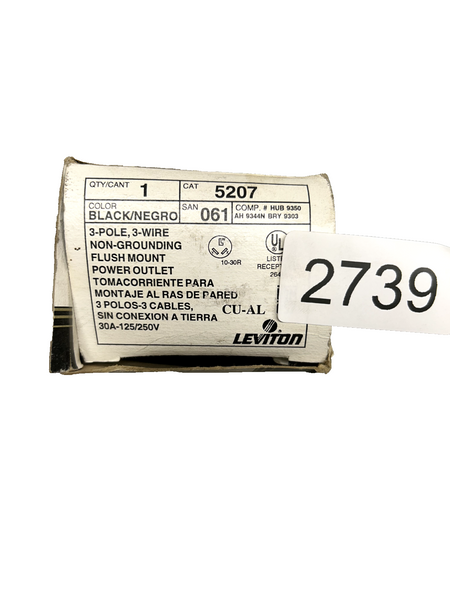 QTY/CANT 1 CAT 5207
COLOR BLACK/NEGRO SAN 061 COMP. # HUB 9350
AH 9344N BRY 9303
3-POLE, 3-WIRE
NON-GROUNDING
FLUSH MOUNT
POWER OUTLET
TOMACORRIENTE PARA
MONTAJE AL RAS DE PARED
3 POLOS-3 CABLES,
SIN CONEXION A TIERRA
30A-125/250V
10-30R
UL
CU-AL
LEVITON
2739